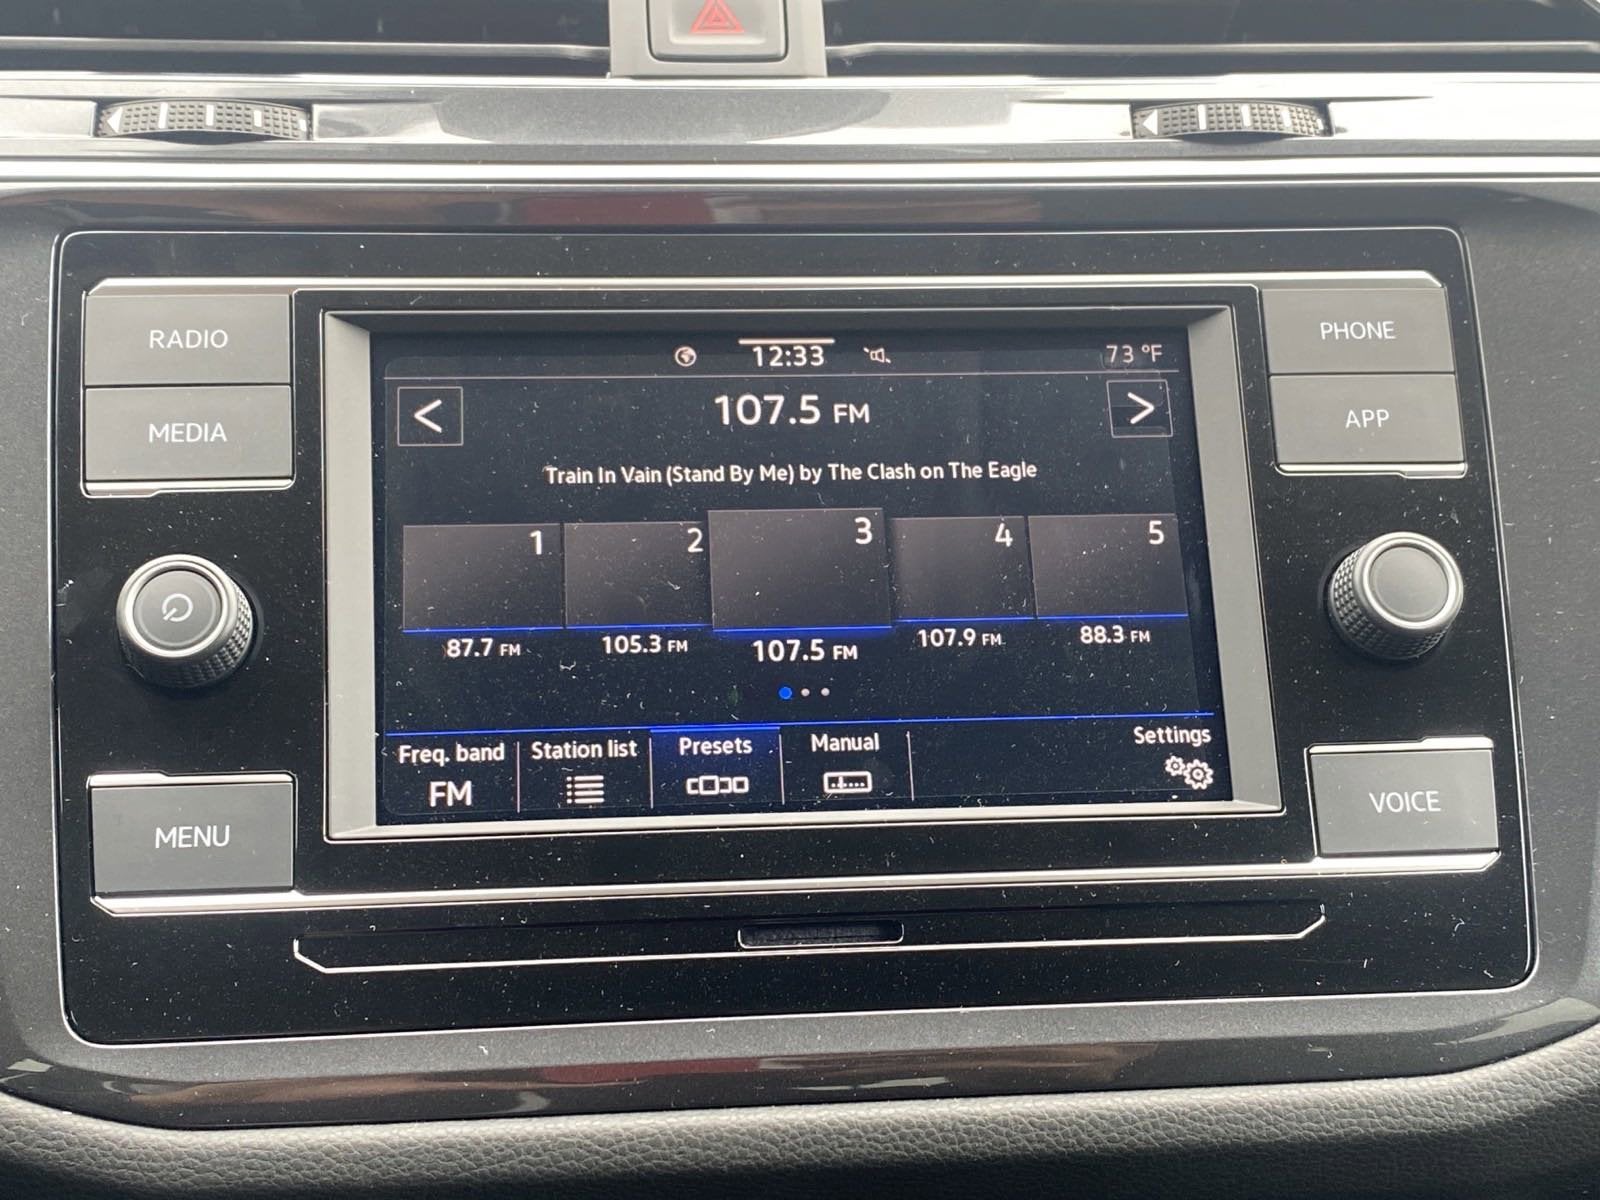 RADIO
MEDIA
MENU
12:33
73 °F
< 107.5 FM >
Train In Vain (Stand By Me) by The Clash on The Eagle
1 2 3 4 5
87.7 FM 105.3 FM 107.5 FM 107.9 FM 88.3 FM
Freq. band Station list Presets Manual Settings
FM
PHONE
APP
VOICE